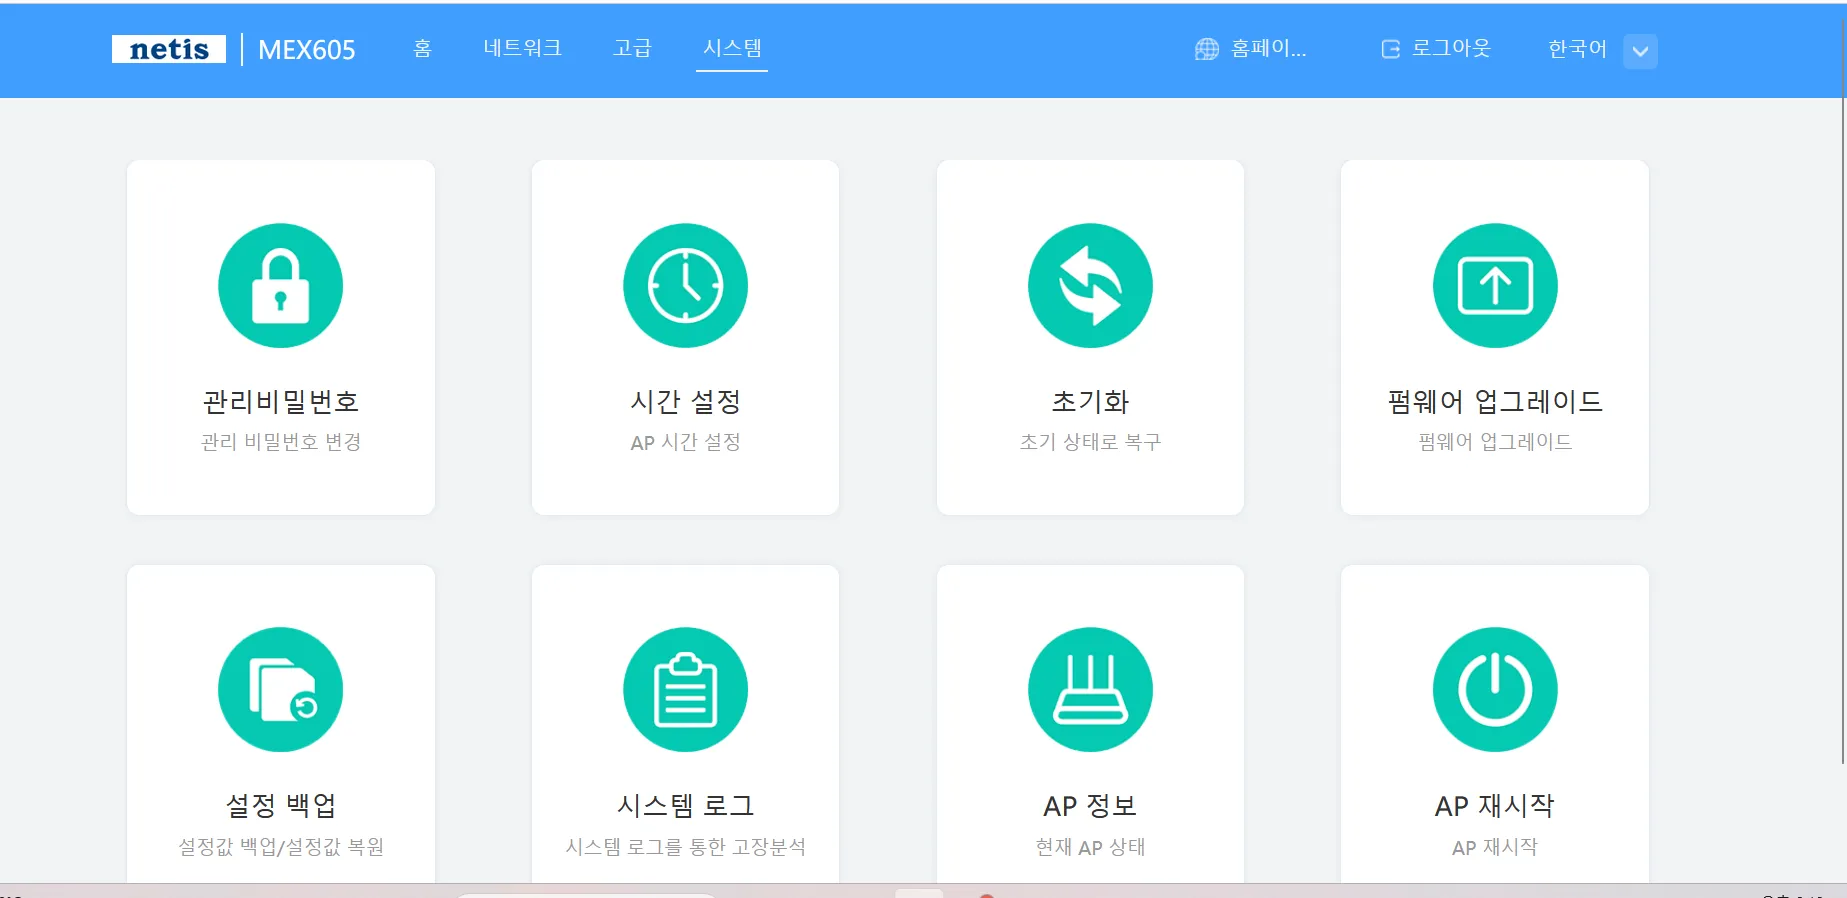 netis MEX605 홈 네트워크 고급 시스템 홈페이... 로그아웃 한국어
관리비밀번호 시간 설정 초기화 펌웨어 업그레이드
관리 비밀번호 변경 AP 시간 설정 초기 상태로 복구 펌웨어 업그레이드
설정 백업 시스템 로그 AP 정보 AP 재시작
설정값 백업/설정값 복원 시스템 로그를 통한 고장분석 현재 AP 상태 AP 재시작